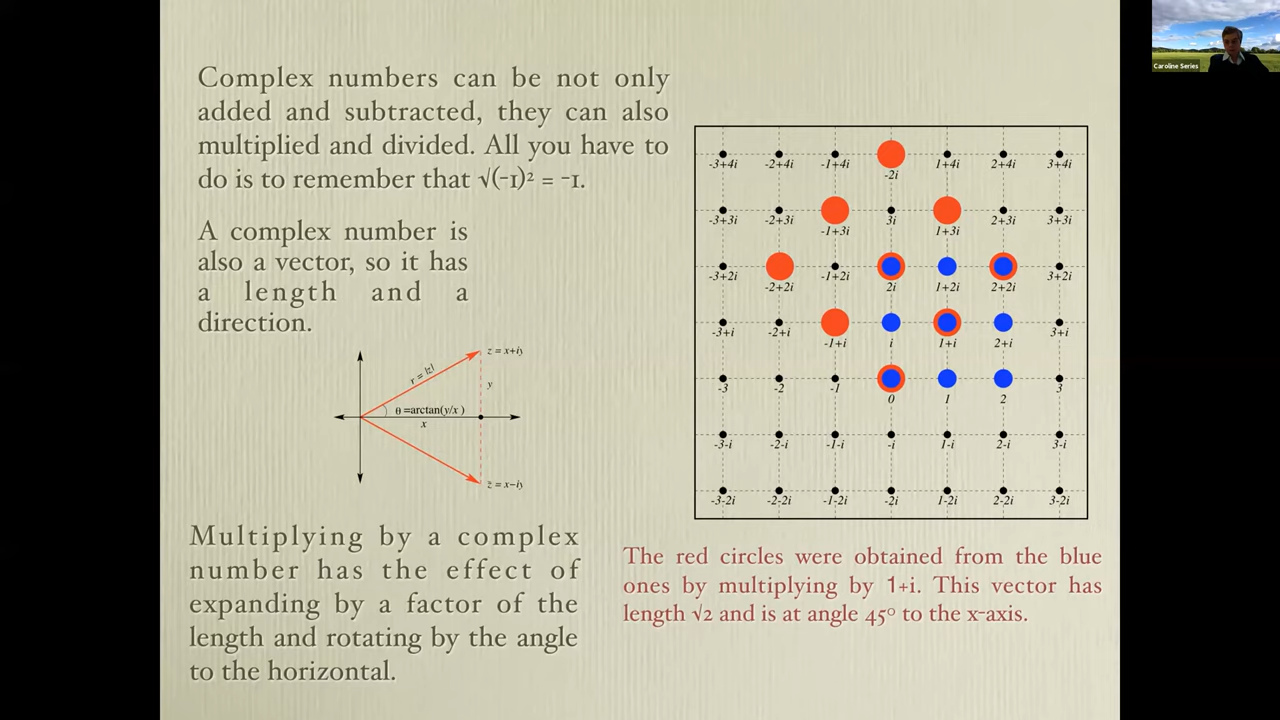 Complex numbers can be not only
added and subtracted, they can also
multiplied and divided. All you have to
do is to remember that √(-1)² = -1.
A complex number is
also a vector, so it has
a length and a
direction.
z = x+iy
r = |z|
y
θ =arctan(y/x )
x
z̄ = x−iy
Multiplying by a complex
number has the effect of
expanding by a factor of the
length and rotating by the angle
to the horizontal.
Caroline Series
-3+4i -2+4i -1+4i -2i 1+4i 2+4i 3+4i
-3+3i -2+3i -1+3i 3i 1+3i 2+3i 3+3i
-3+2i -2+2i -1+2i 2i 1+2i 2+2i 3+2i
-3+i -2+i -1+i i 1+i 2+i 3+i
-3 -2 -1 0 1 2 3
-3-i -2-i -1-i -i 1-i 2-i 3-i
-3-2i -2-2i -1-2i -2i 1-2i 2-2i 3-2i
The red circles were obtained from the blue
ones by multiplying by 1+i. This vector has
length √2 and is at angle 45° to the x-axis.